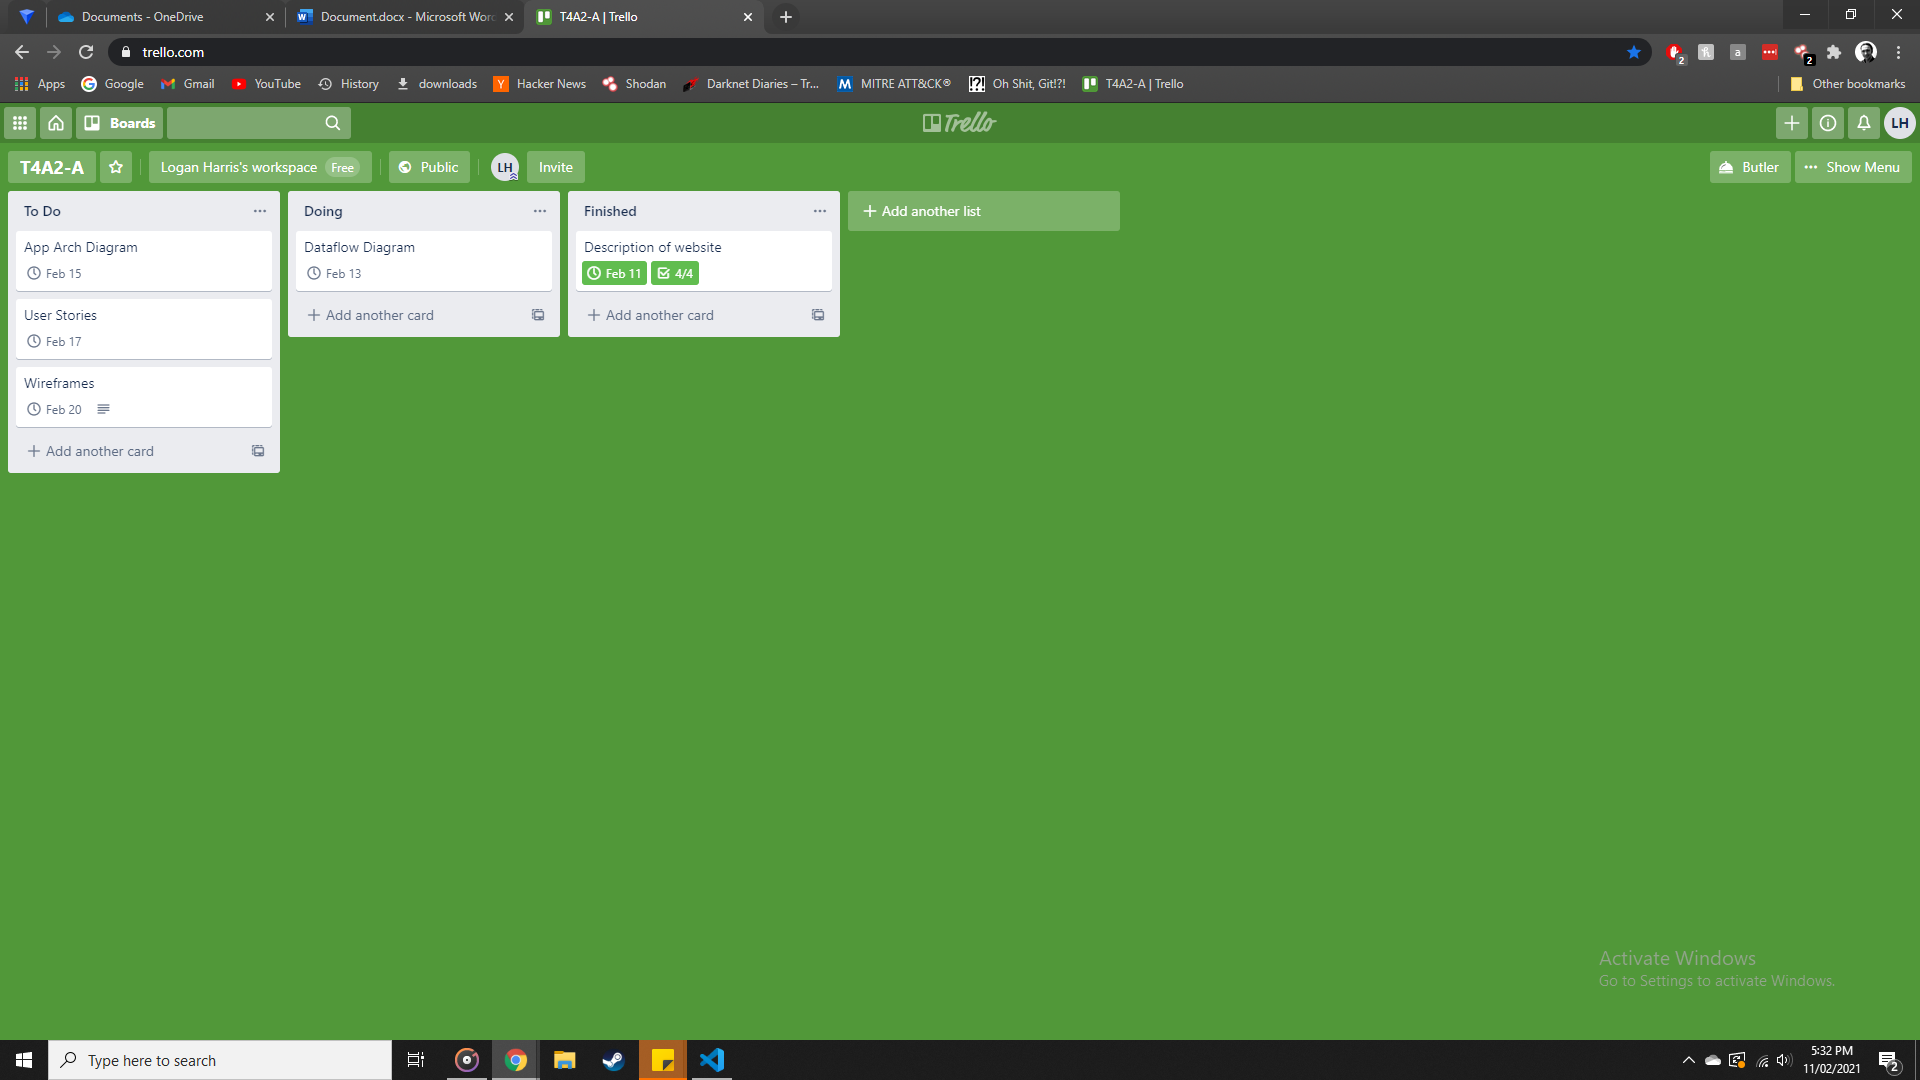 Documents - OneDrive
Document.docx - Microsoft Wor
T4A2-A | Trello
trello.com
2
a
2
Apps
Google
Gmail
YouTube
History
downloads
Y
Hacker News
Shodan
Darknet Diaries – Tr...
M
MITRE ATT&CK®
Oh Shit, Git!?!
T4A2-A | Trello
Other bookmarks
Boards
Trello
LH
T4A2-A
Logan Harris's workspace
Free
Public
LH
Invite
Butler
Show Menu
To Do
App Arch Diagram
Feb 15
User Stories
Feb 17
Wireframes
Feb 20
Add another card
Doing
Dataflow Diagram
Feb 13
Add another card
Finished
Description of website
Feb 11
4/4
Add another card
Add another list
Activate Windows
Go to Settings to activate Windows.
Type here to search
5:32 PM
11/02/2021
2